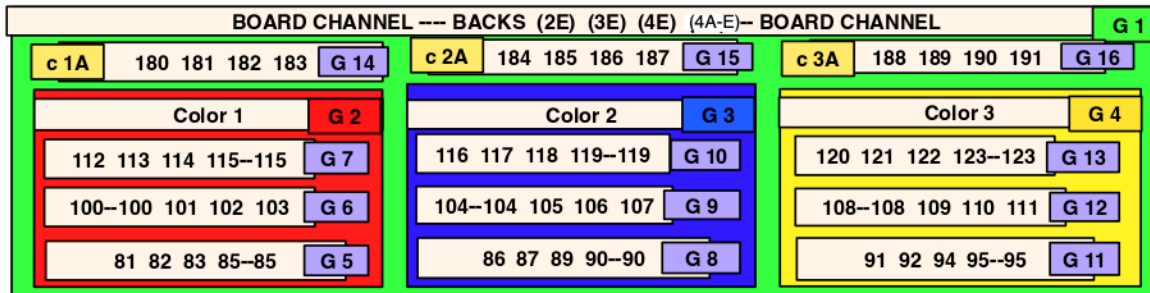 BOARD CHANNEL ---- BACKS (2E) (3E) (4E) (4A-E)-- BOARD CHANNEL G 1
c 1A 180 181 182 183 G 14 c 2A 184 185 186 187 G 15 c 3A 188 189 190 191 G 16
Color 1 G 2 Color 2 G 3 Color 3 G 4
112 113 114 115--115 G 7 116 117 118 119--119 G 10 120 121 122 123--123 G 13
100--100 101 102 103 G 6 104--104 105 106 107 G 9 108--108 109 110 111 G 12
81 82 83 85--85 G 5 86 87 89 90--90 G 8 91 92 94 95--95 G 11